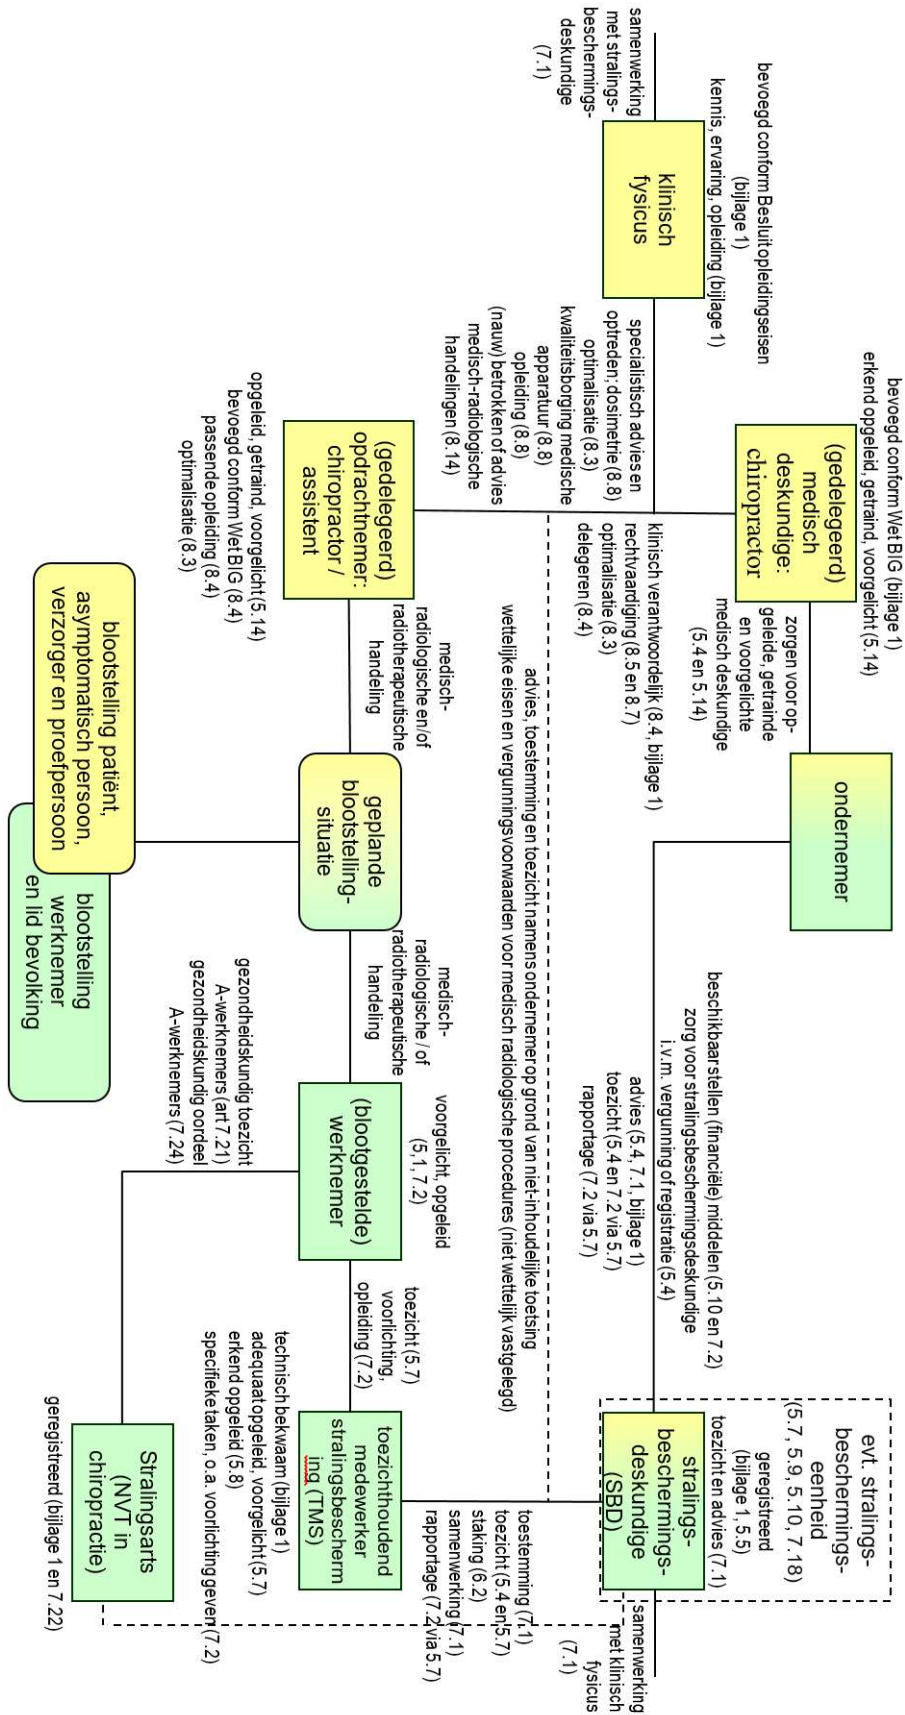 ondernemer
bevoegd conform Wet BIG (bijlage 1)
erkend opgeleid, getraind, voorgelicht (5.14)
(gedelegeerd)
medisch
deskundige:
chiropractor
zorgen voor op-
geleide, getrainde
en voorgelichte
medisch deskundige
(5.4 en 5.14)
beschikbaar stellen (financiële) middelen (5.10 en 7.2)
zorg voor stralingsbeschermingsdeskundige
i.v.m. vergunning of registratie (5.4)
advies (5.4, 7.1, bijlage 1)
toezicht (5.4 en 7.2 via 5.7)
rapportage (7.2 via 5.7)
evt. stralings-
beschermings-
eenheid
(5.7, 5.9, 5.10, 7.18)
geregistreerd
(bijlage 1, 5.5)
toezicht en advies (7.1)
stralings-
beschermings-
deskundige
(SBD)
samenwerking
met klinisch
fysicus
(7.1)
bevoegd conform Besluit opleidingseisen
(bijlage 1)
kennis, ervaring, opleiding (bijlage 1)
klinisch
fysicus
samenwerking
met stralings-
beschermings-
deskundige
(7.1)
specialistisch advies en
optreden; dosimetrie (8.8)
optimalisatie (8.3)
kwaliteitsborging medische
apparatuur (8.8)
opleiding (8.8)
(nauw) betrokken of advies
medisch-radiologische
handelingen (8.14)
klinisch verantwoordelijk (8.4, bijlage 1)
rechtvaardiging (8.5 en 8.7)
optimalisatie (8.3)
delegeren (8.4)
advies, toestemming en toezicht namens ondernemer op grond van niet-inhoudelijke toetsing
wettelijke eisen en vergunningsvoorwaarden voor medisch radiologische procedures (niet wettelijk vastgelegd)
toestemming (7.1)
toezicht (5.4 en 5.7)
staking (6.2)
samenwerking (7.1)
rapportage (7.2 via 5.7)
(gedelegeerd)
opdrachtnemer:
chiropractor /
assistent
opgeleid, getraind, voorgelicht (5.14)
bevoegd conform Wet BIG (8.4)
passende opleiding (8.4)
optimalisatie (8.3)
medisch-
radiologische en/of
radiotherapeutische
handeling
geplande
blootstelling-
situatie
medisch-
radiologische / of
radiotherapeutische
handeling
voorgelicht, opgeleid
(5,1, 7.2)
(blootgestelde)
werknemer
toezicht (5.7)
voorlichting,
opleiding (7.2)
toezichthoudend
medewerker
stralingsbescherm
ing (TMS)
technisch bekwaam (bijlage 1)
adequaat opgeleid, voorgelicht (5.7)
erkend opgeleid (5.8)
specifieke taken, o.a. voorlichting geven (7.2)
gezondheidskundig toezicht
A-werknemers (art 7.21)
gezondheidskundig oordeel
A-werknemers (7.24)
Stralingsarts
(NVT in
chiropractie)
geregistreerd (bijlage 1 en 7.22)
blootstelling patiënt,
asymptomatisch persoon,
verzorger en proefpersoon
blootstelling
werknemer
en lid bevolking